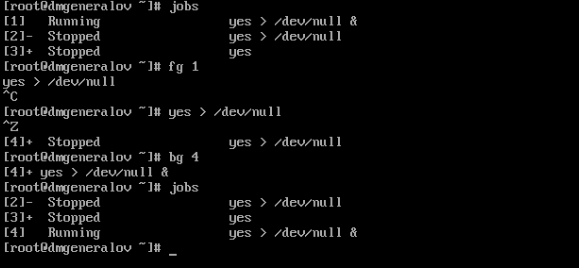 [root@dmgeneralov ~]# jobs
[1]   Running                 yes > /dev/null &
[2]-  Stopped                 yes > /dev/null
[3]+  Stopped                 yes
[root@dmgeneralov ~]# fg 1
yes > /dev/null
^C
[root@dmgeneralov ~]# yes > /dev/null
^Z
[4]+  Stopped                 yes > /dev/null
[root@dmgeneralov ~]# bg 4
[4]+ yes > /dev/null &
[root@dmgeneralov ~]# jobs
[2]-  Stopped                 yes > /dev/null
[3]+  Stopped                 yes
[4]   Running                 yes > /dev/null &
[root@dmgeneralov ~]# _